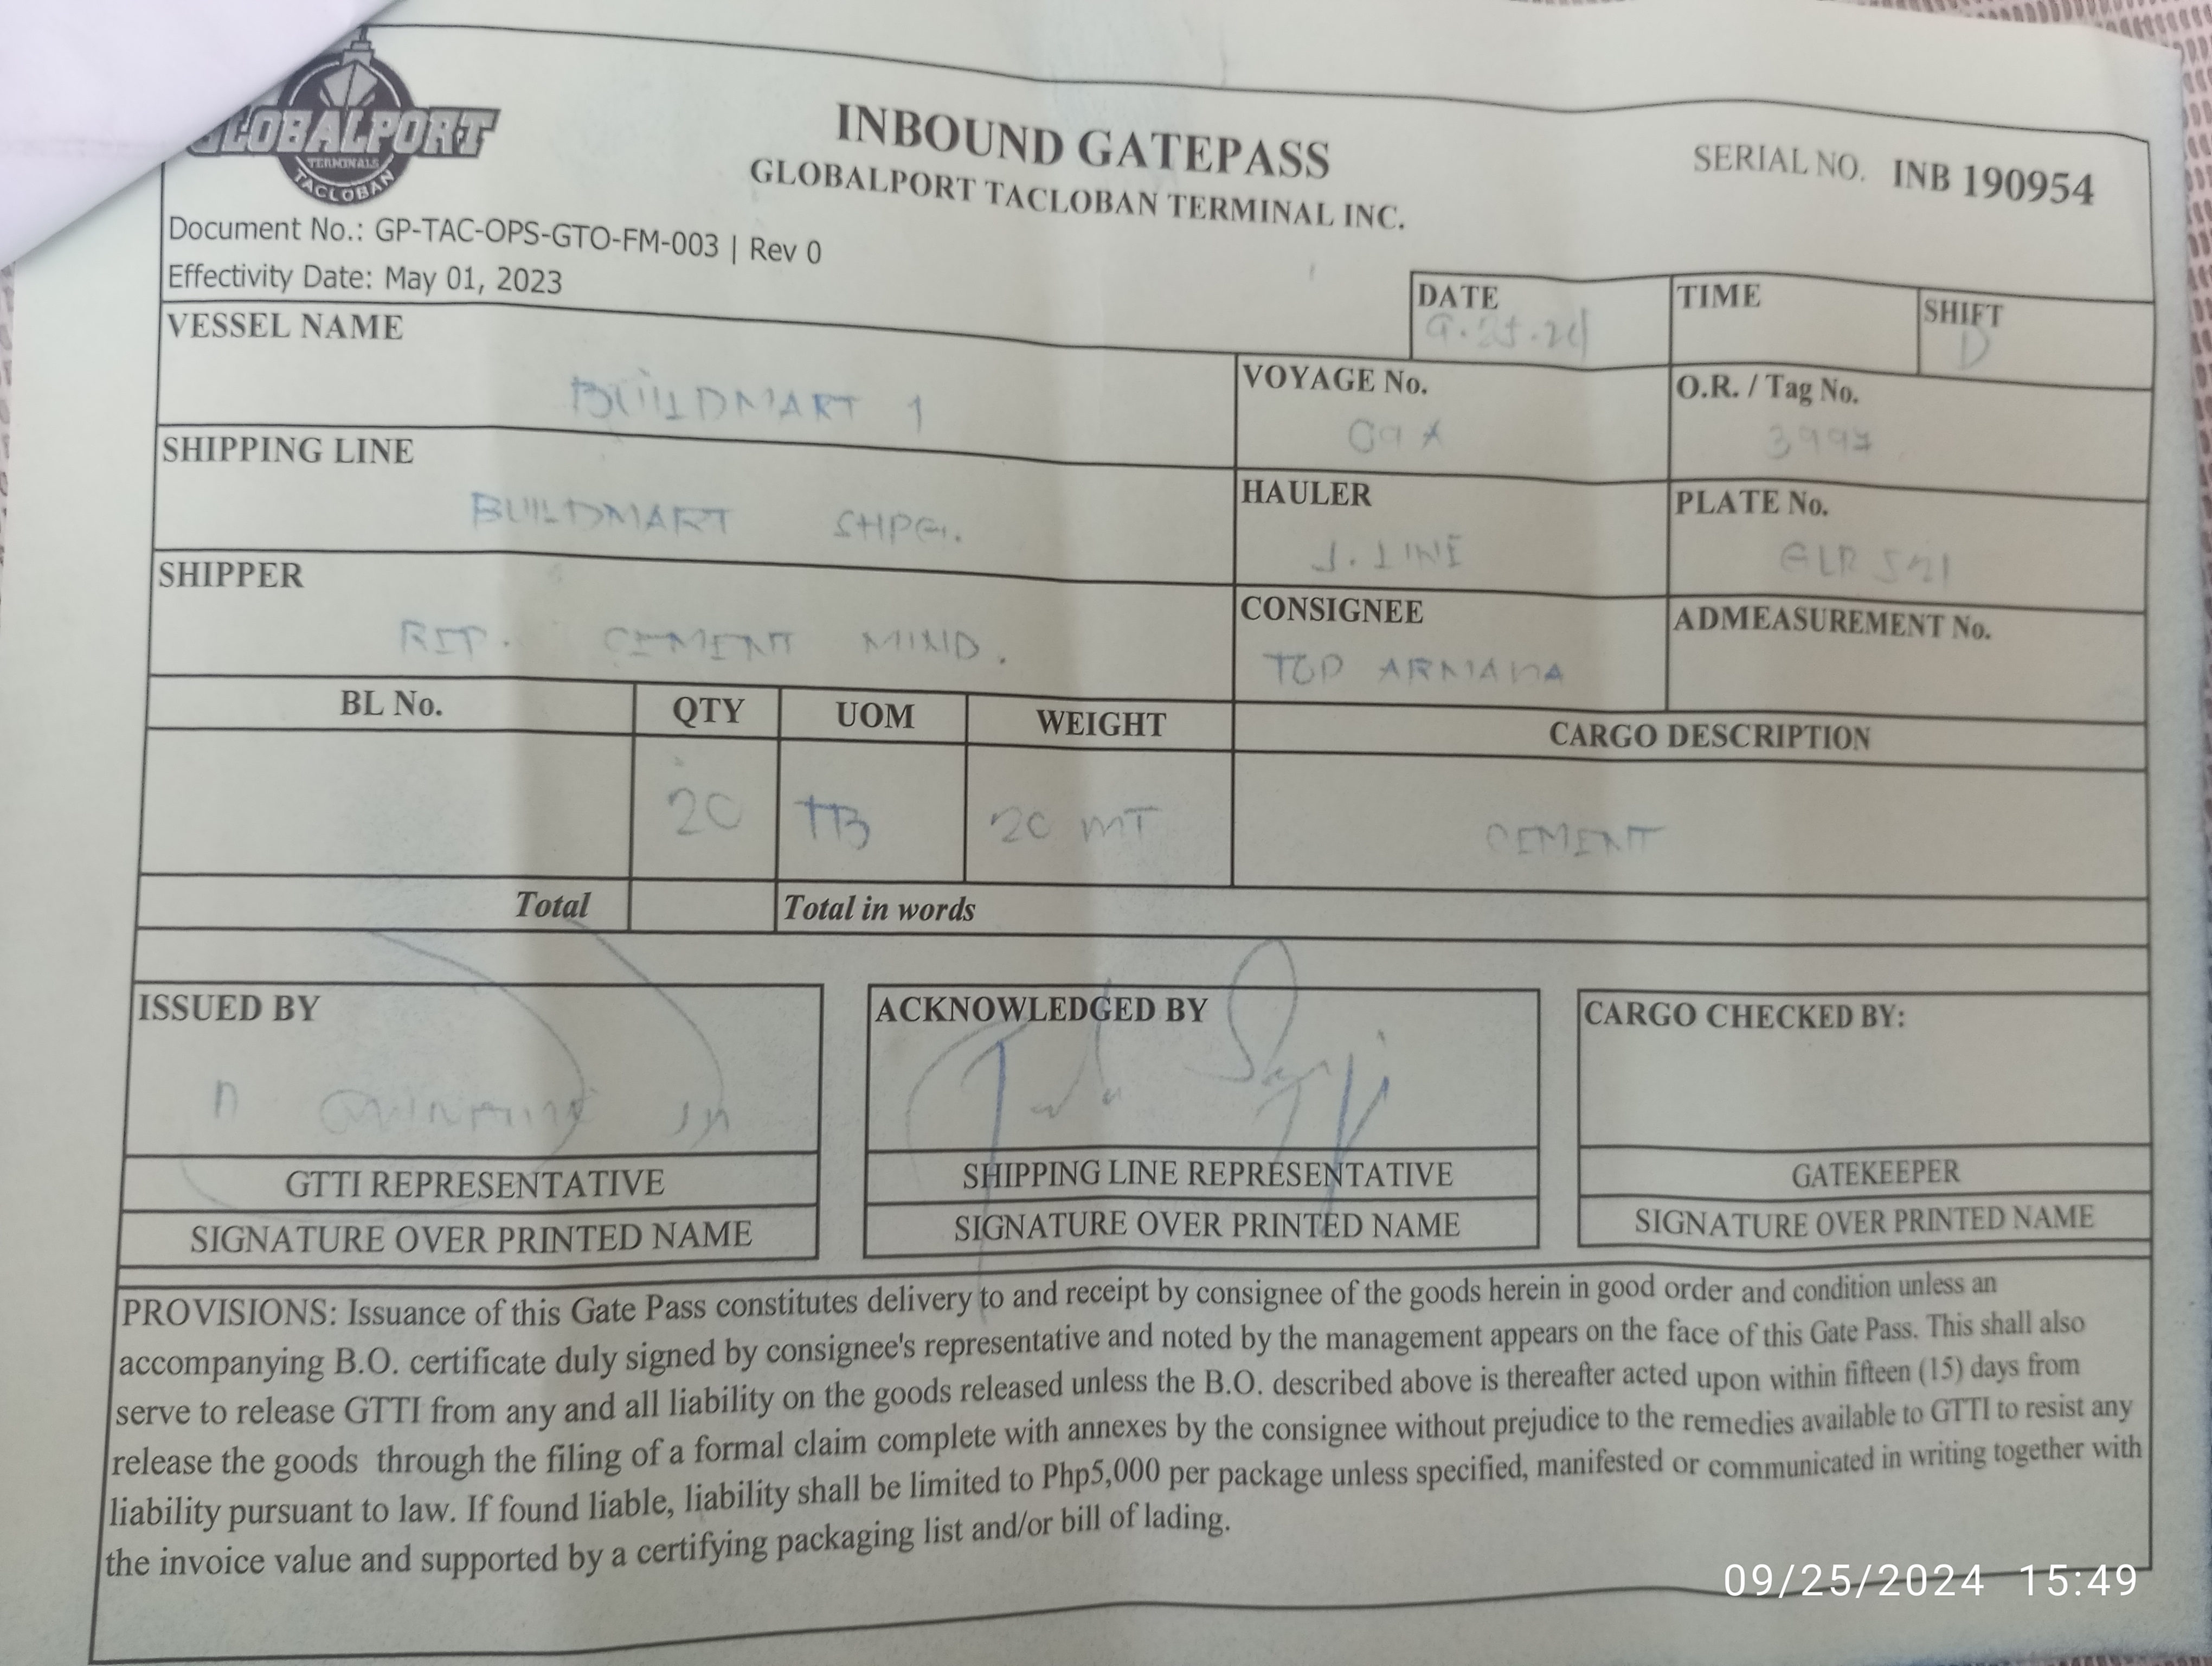 GLOBALPORT
TERMINALS
TACLOBAN
INBOUND GATEPASS
GLOBALPORT TACLOBAN TERMINAL INC.
SERIAL NO. INB 190954
Document No.: GP-TAC-OPS-GTO-FM-003 | Rev 0
Effectivity Date: May 01, 2023
DATE
9.25.24
TIME
SHIFT
D
VESSEL NAME
BUILDMART 1
VOYAGE No.
O.R. / Tag No.
3997
SHIPPING LINE
BUILDMART SHPG.
HAULER
J. LINE
PLATE No.
SHIPPER
REP. CEMENT MIND.
CONSIGNEE
TOP ARMADA
ADMEASUREMENT No.
BL No. QTY UOM WEIGHT CARGO DESCRIPTION
20 TB 20 MT CEMENT
Total
Total in words
ISSUED BY
GTTI REPRESENTATIVE
SIGNATURE OVER PRINTED NAME
ACKNOWLEDGED BY
SHIPPING LINE REPRESENTATIVE
SIGNATURE OVER PRINTED NAME
CARGO CHECKED BY:
GATEKEEPER
SIGNATURE OVER PRINTED NAME
PROVISIONS: Issuance of this Gate Pass constitutes delivery to and receipt by consignee of the goods herein in good order and condition unless an
accompanying B.O. certificate duly signed by consignee's representative and noted by the management appears on the face of this Gate Pass. This shall also
serve to release GTTI from any and all liability on the goods released unless the B.O. described above is thereafter acted upon within fifteen (15) days from
release the goods through the filing of a formal claim complete with annexes by the consignee without prejudice to the remedies available to GTTI to resist any
liability pursuant to law. If found liable, liability shall be limited to Php5,000 per package unless specified, manifested or communicated in writing together with
the invoice value and supported by a certifying packaging list and/or bill of lading.
09/25/2024 15:49